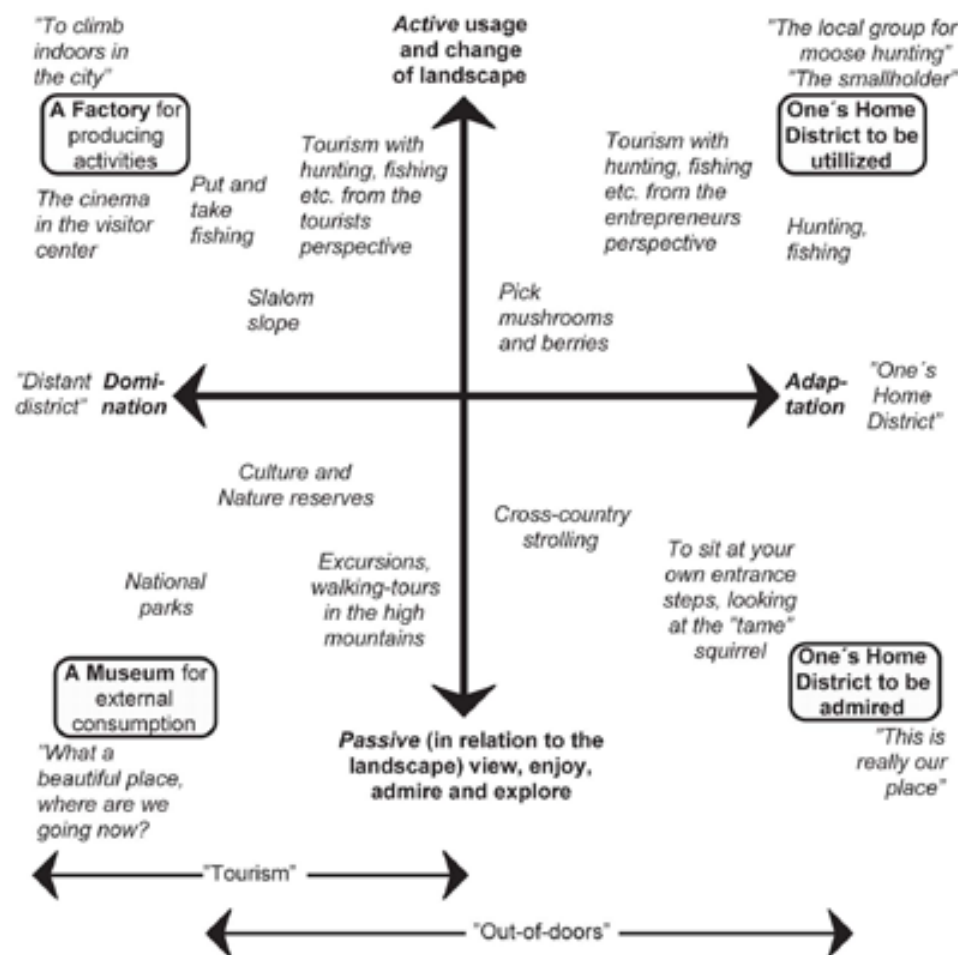 "To climb
indoors in
the city"
Active usage
and change
of landscape
"The local group for
moose hunting"
"The smallholder"
A Factory for
producing
activities
One´s Home
District to be
utillized
The cinema
in the visitor
center
Put and
take
fishing
Tourism with
hunting, fishing
etc. from the
tourists
perspective
Tourism with
hunting, fishing
etc. from the
entrepreneurs
perspective
Hunting,
fishing
Slalom
slope
Pick
mushrooms
and berries
"Distant
district"
Domi-
nation
Adap-
tation
"One´s
Home
District"
Culture and
Nature reserves
Cross-country
strolling
National
parks
Excursions,
walking-tours
in the high
mountains
To sit at your
own entrance
steps, looking
at the "tame"
squirrel
A Museum for
external
consumption
One´s Home
District to be
admired
"What a
beautiful place,
where are we
going now?
Passive (in relation to the
landscape) view, enjoy,
admire and explore
"This is
really our
place"
"Tourism"
"Out-of-doors"